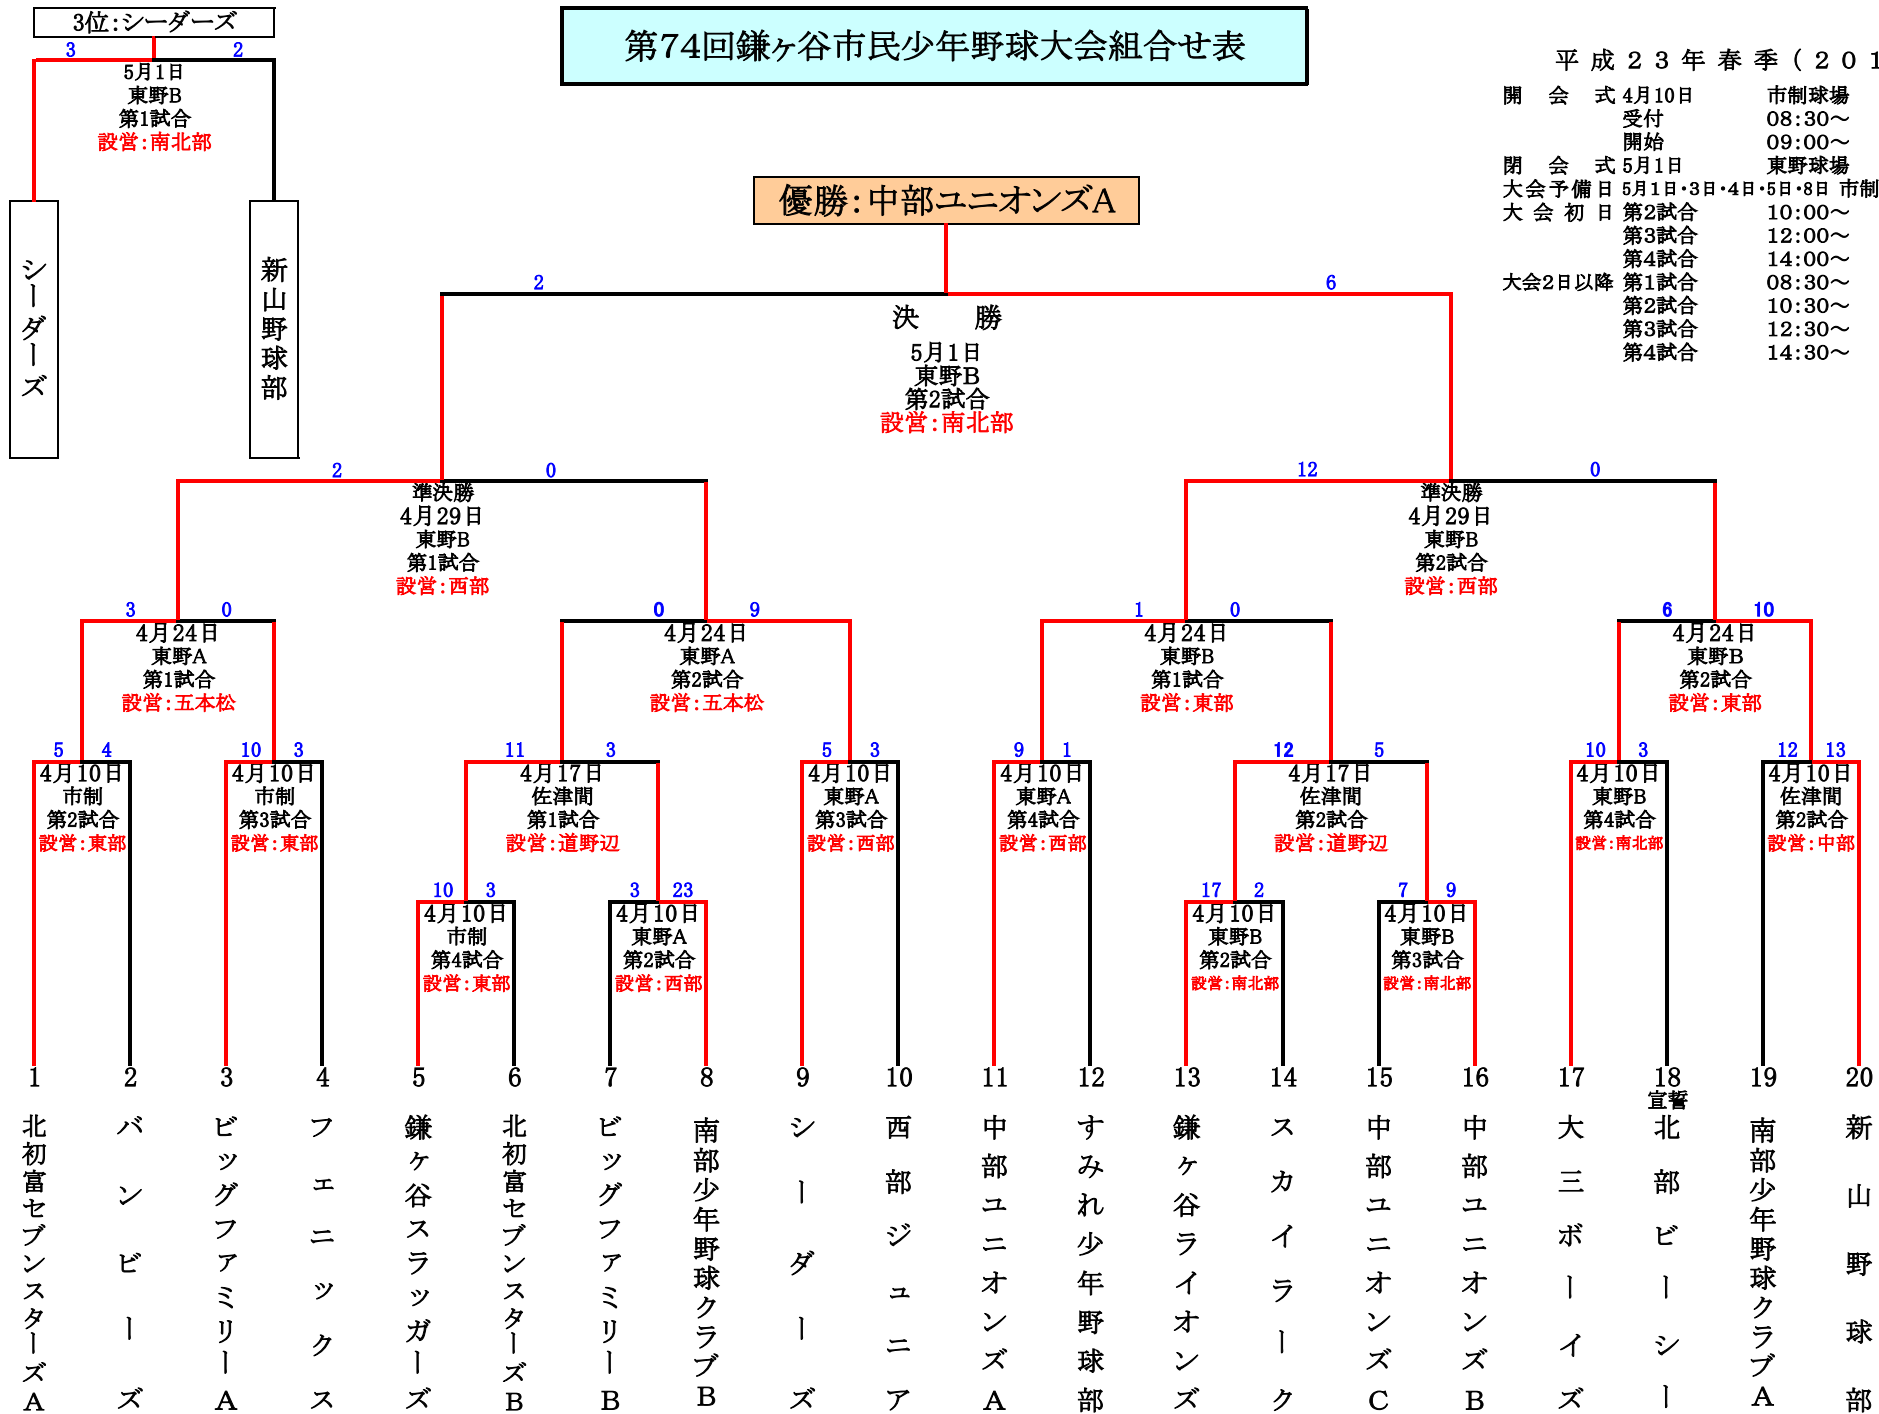 3位：シーダーズ
3 2
5月1日
東野B
第1試合
設営：南北部
シーダーズ
新山野球部
第74回鎌ヶ谷市民少年野球大会組合せ表
平成23年春季(201
開会式 4月10日 市制球場
受付 08:30～
開始 09:00～
閉会式 5月1日 東野球場
大会予備日 5月1日・3日・4日・5日・8日 市制
大会初日 第2試合 10:00～
第3試合 12:00～
第4試合 14:00～
大会2日以降 第1試合 08:30～
第2試合 10:30～
第3試合 12:30～
第4試合 14:30～
優勝：中部ユニオンズA
2 6
決勝
5月1日
東野B
第2試合
設営：南北部
2 0
準決勝
4月29日
東野B
第1試合
設営：西部
12 0
準決勝
4月29日
東野B
第2試合
設営：西部
3 0
4月24日
東野A
第1試合
設営：五本松
0 9
4月24日
東野A
第2試合
設営：五本松
1 0
4月24日
東野B
第1試合
設営：東部
6 10
4月24日
東野B
第2試合
設営：東部
5 4
4月10日
市制
第2試合
設営：東部
10 3
4月10日
市制
第3試合
設営：東部
11 3
4月17日
佐津間
第1試合
設営：道野辺
5 3
4月10日
東野A
第3試合
設営：西部
9 1
4月10日
東野A
第4試合
設営：西部
12 5
4月17日
佐津間
第2試合
設営：道野辺
10 3
4月10日
東野B
第4試合
設営：南北部
12 13
4月10日
佐津間
第2試合
設営：中部
10 3
4月10日
市制
第4試合
設営：東部
3 23
4月10日
東野A
第2試合
設営：西部
17 2
4月10日
東野B
第2試合
設営：南北部
7 9
4月10日
東野B
第3試合
設営：南北部
1 北初富セブンスターズA
2 バンビーズ
3 ビッグファミリーA
4 フェニックス
5 鎌ケ谷スラッガーズ
6 北初富セブンスターズB
7 ビッグファミリーB
8 南部少年野球クラブB
9 シーダーズ
10 西部ジュニア
11 中部ユニオンズA
12 すみれ少年野球部
13 鎌ケ谷ライオンズ
14 スカイラーク
15 中部ユニオンズC
16 中部ユニオンズB
17 大三ボーイズ
18 宣誓 北部ビーシー
19 南部少年野球クラブA
20 新山野球部